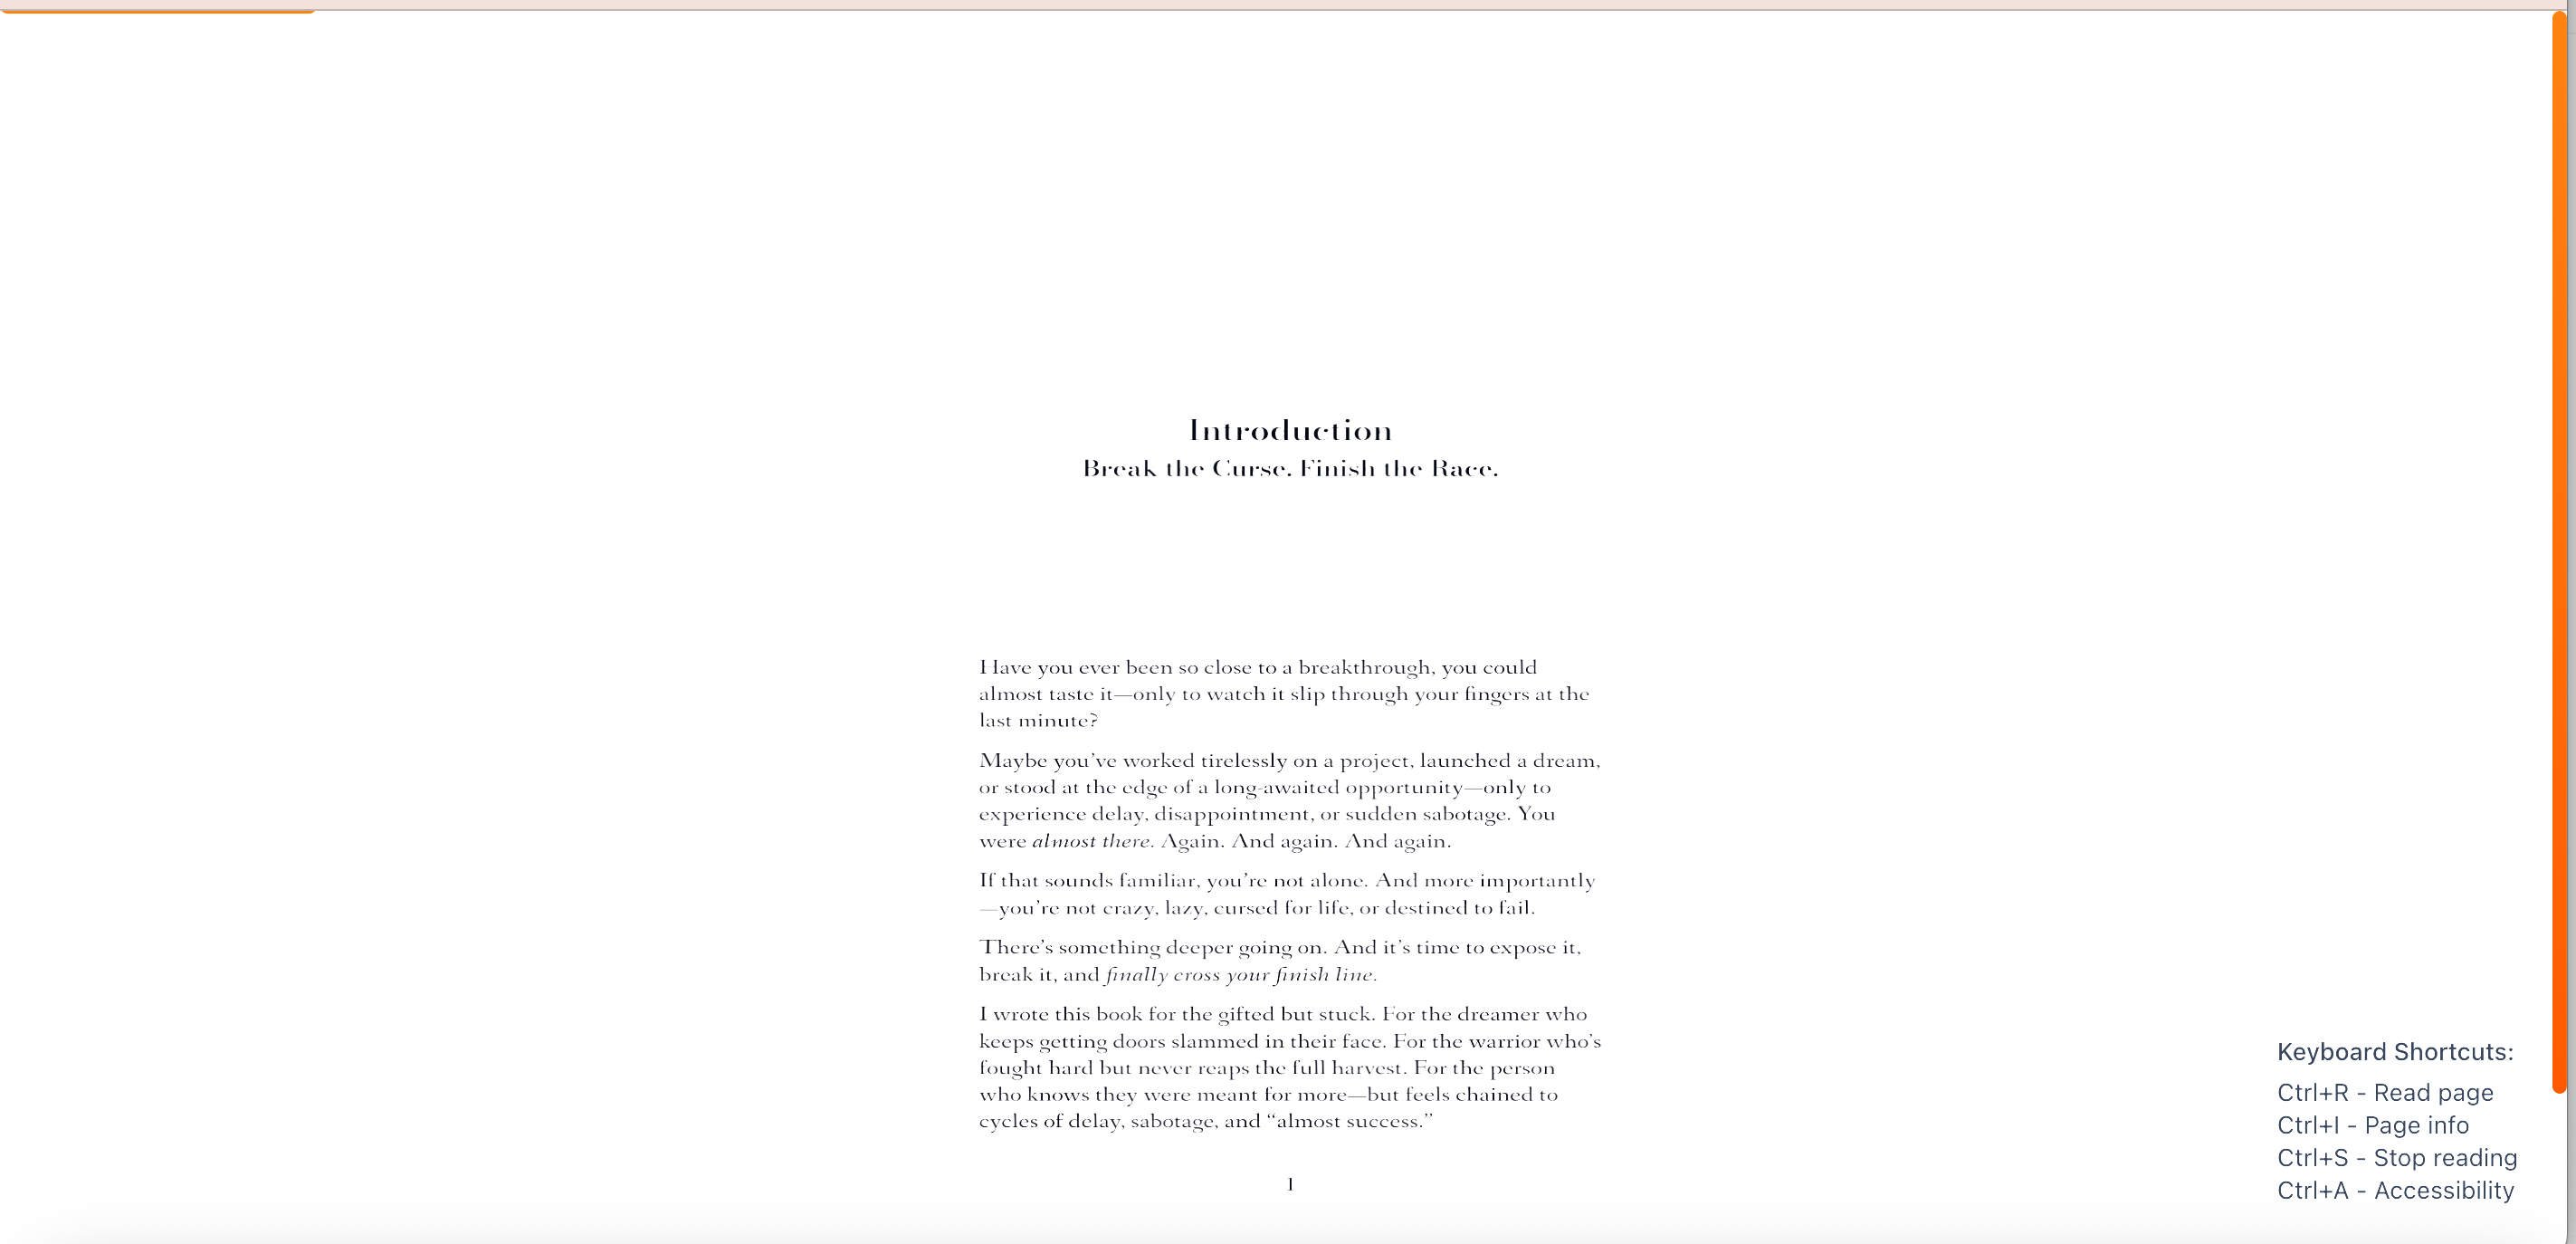 Introduction
Break the Curse. Finish the Race.
Have you ever been so close to a breakthrough, you could
almost taste it—only to watch it slip through your fingers at the
last minute?
Maybe you’ve worked tirelessly on a project, launched a dream,
or stood at the edge of a long-awaited opportunity—only to
experience delay, disappointment, or sudden sabotage. You
were almost there. Again. And again. And again.
If that sounds familiar, you’re not alone. And more importantly
—you’re not crazy, lazy, cursed for life, or destined to fail.
There’s something deeper going on. And it’s time to expose it,
break it, and finally cross your finish line.
I wrote this book for the gifted but stuck. For the dreamer who
keeps getting doors slammed in their face. For the warrior who’s
fought hard but never reaps the full harvest. For the person
who knows they were meant for more—but feels chained to
cycles of delay, sabotage, and “almost success.”
1
Keyboard Shortcuts:
Ctrl+R - Read page
Ctrl+I - Page info
Ctrl+S - Stop reading
Ctrl+A - Accessibility